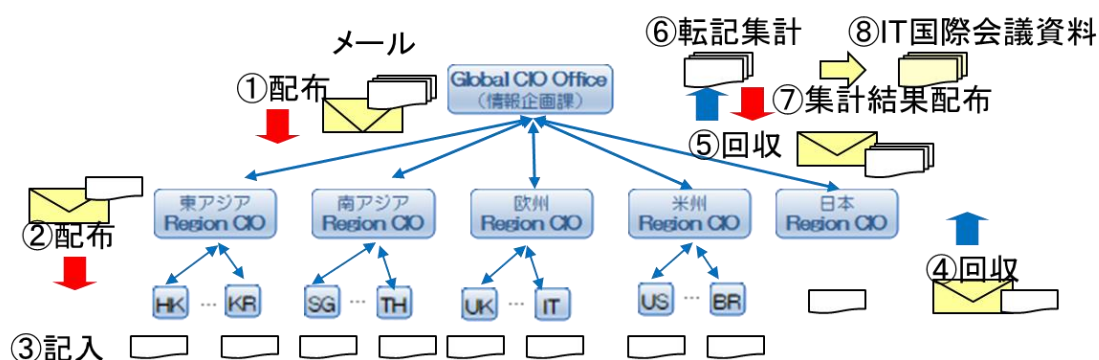 ⑥転記集計
⑧IT国際会議資料
メール
①配布
Global CIO Office
(情報企画課)
⑦集計結果配布
⑤回収
②配布
東アジア
Region CIO
南アジア
Region CIO
欧州
Region CIO
米州
Region CIO
日本
Region CIO
④回収
HK … KR
SG … TH
UK … IT
US … BR
③記入